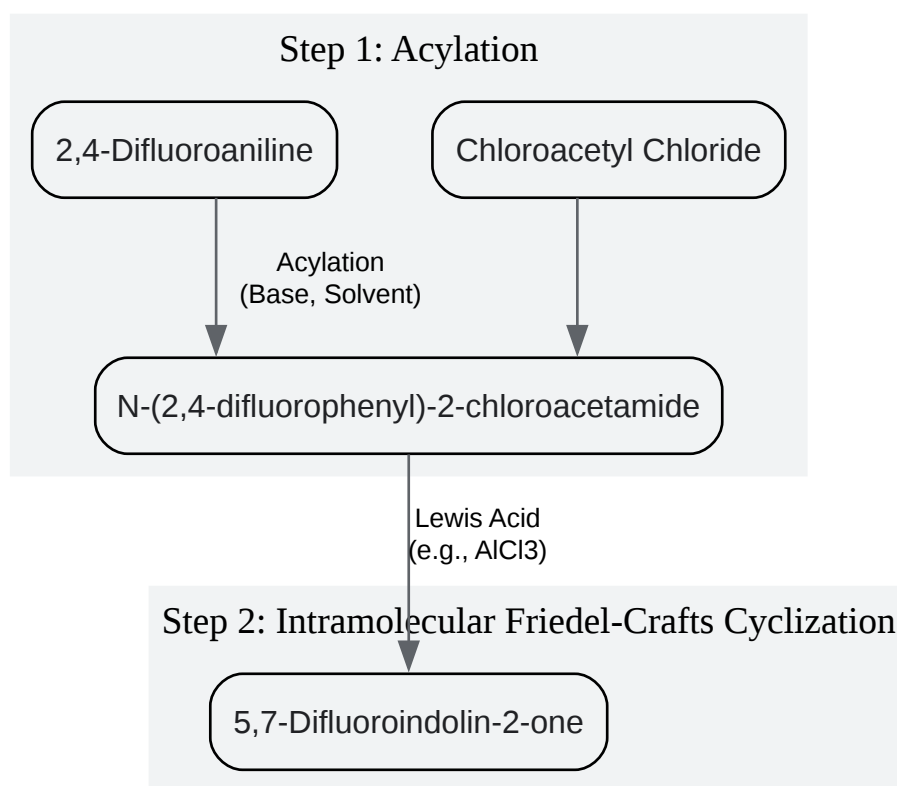 Step 1: Acylation
2,4-Difluoroaniline
Chloroacetyl Chloride
Acylation
(Base, Solvent)
N-(2,4-difluorophenyl)-2-chloroacetamide
Lewis Acid
(e.g., AlCl3)
Step 2: Intramolecular Friedel-Crafts Cyclization
5,7-Difluoroindolin-2-one